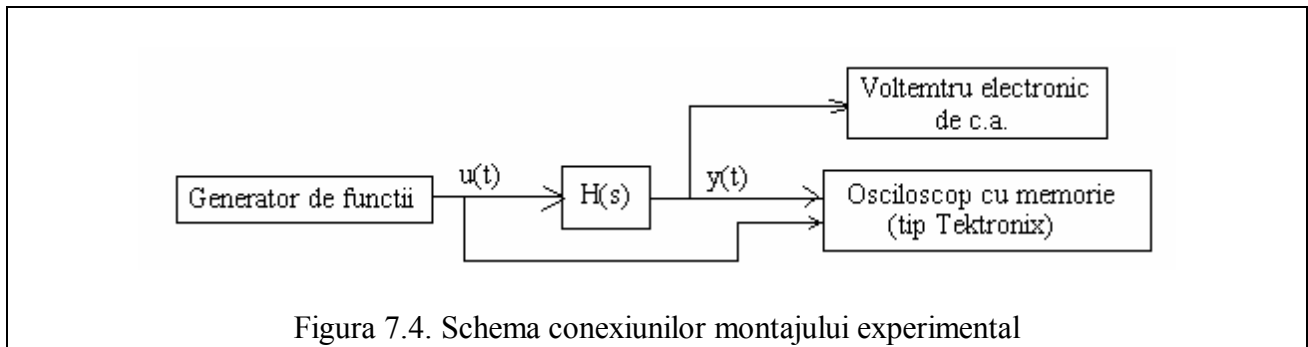 Voltemtru electronic
de c.a.
u(t)
y(t)
Generator de functii
H(s)
Osciloscop cu memorie
(tip Tektronix)
Figura 7.4. Schema conexiunilor montajului experimental